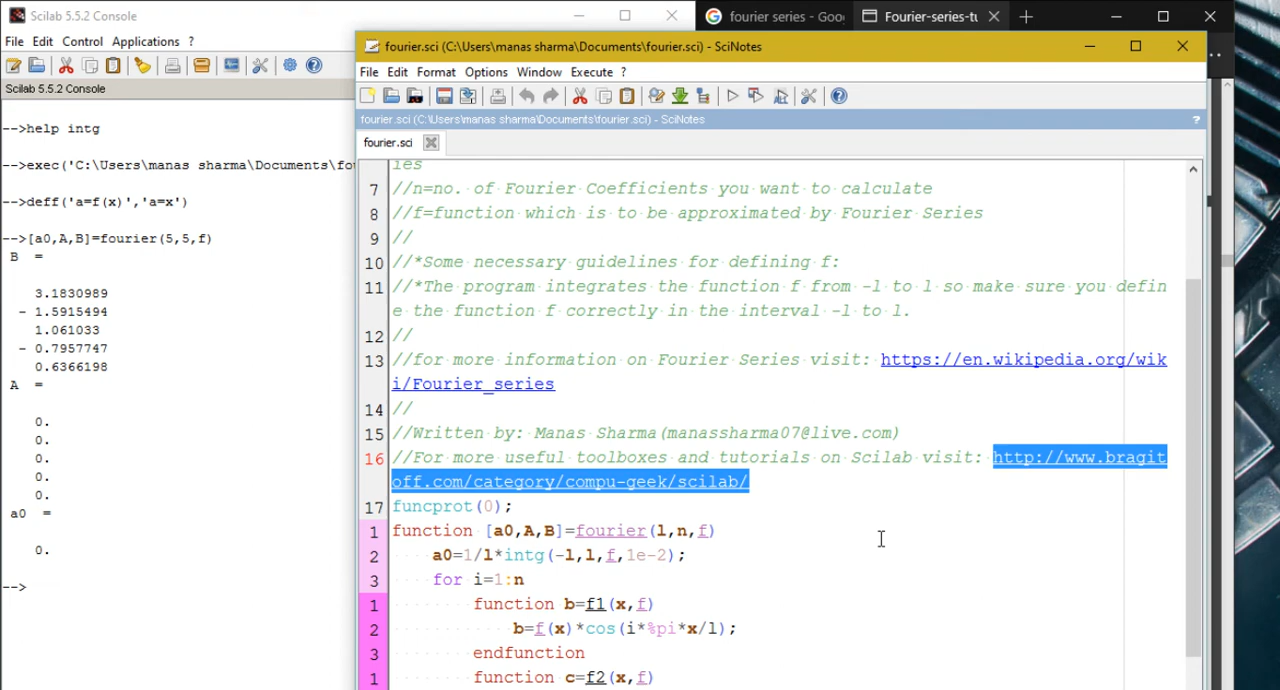 Scilab 5.5.2 Console
File Edit Control Applications ?
Scilab 5.5.2 Console
-->help intg
-->exec('C:\Users\manas sharma\Documents\fou
-->deff('a=f(x)','a=x')
-->[a0,A,B]=fourier(5,5,f)
B =
3.1830989
- 1.5915494
1.061033
- 0.7957747
0.6366198
A =
0.
0.
0.
0.
0.
a0 =
0.
-->
fourier series - Goo
Fourier-series-tu
fourier.sci (C:\Users\manas sharma\Documents\fourier.sci) - SciNotes
File Edit Format Options Window Execute ?
fourier.sci (C:\Users\manas sharma\Documents\fourier.sci) - SciNotes
?
fourier.sci
ies
7 //n=no. of Fourier Coefficients you want to calculate
8 //f=function which is to be approximated by Fourier Series
9 //
10 //*Some necessary guidelines for defining f:
11 //*The program integrates the function f from -l to l so make sure you defin
e the function f correctly in the interval -l to l.
12 //
13 //for more information on Fourier Series visit: https://en.wikipedia.org/wik
i/Fourier_series
14 //
15 //Written by: Manas Sharma(manassharma07@live.com)
16 //For more useful toolboxes and tutorials on Scilab visit: http://www.bragit
off.com/category/compu-geek/scilab/
17 funcprot(0);
1 function [a0,A,B]=fourier(l,n,f)
2 a0=1/l*intg(-l,l,f,1e-2);
3 for i=1:n
1 function b=f1(x,f)
2 b=f(x)*cos(i*%pi*x/l);
3 endfunction
1 function c=f2(x,f)